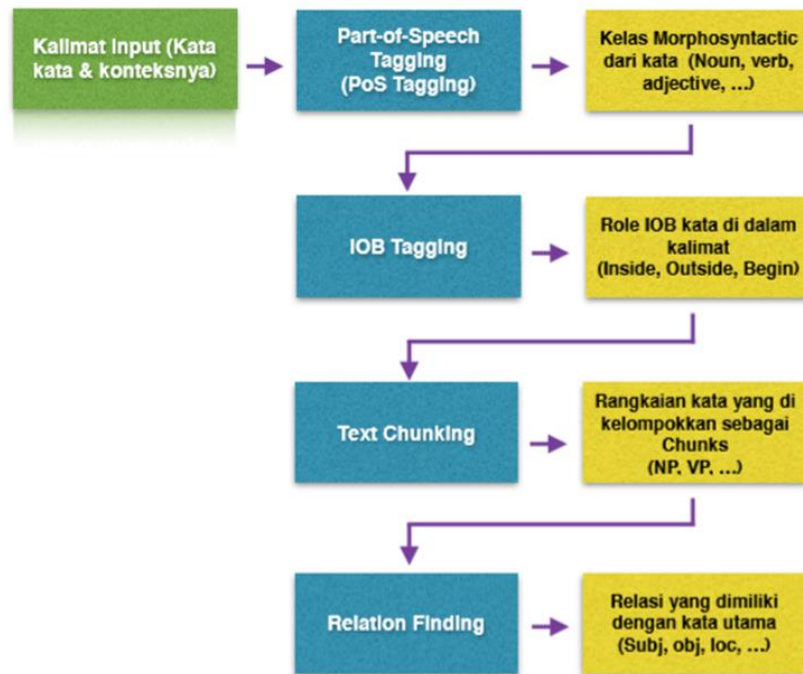 Kalimat Input (Kata
kata & konteksnya)
Part-of-Speech
Tagging
(PoS Tagging)
Kelas Morphosyntactic
dari kata (Noun, verb,
adjective, ...)
IOB Tagging
Role IOB kata di dalam
kalimat
(Inside, Outside, Begin)
Text Chunking
Rangkaian kata yang di
kelompokkan sebagai
Chunks
(NP, VP, ...)
Relation Finding
Relasi yang dimiliki
dengan kata utama
(Subj, obj, loc, ...)